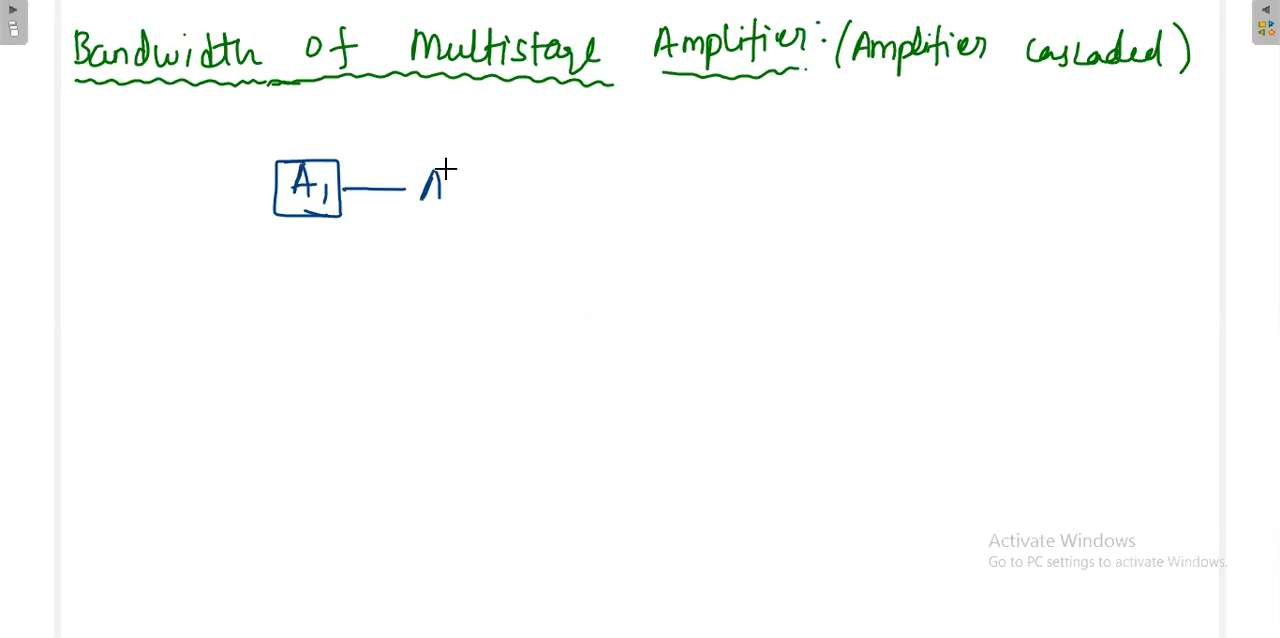 Bandwidth of Multistage Amplifier : (Amplifier Cascaded)
A1
Activate Windows
Go to PC settings to activate Windows.